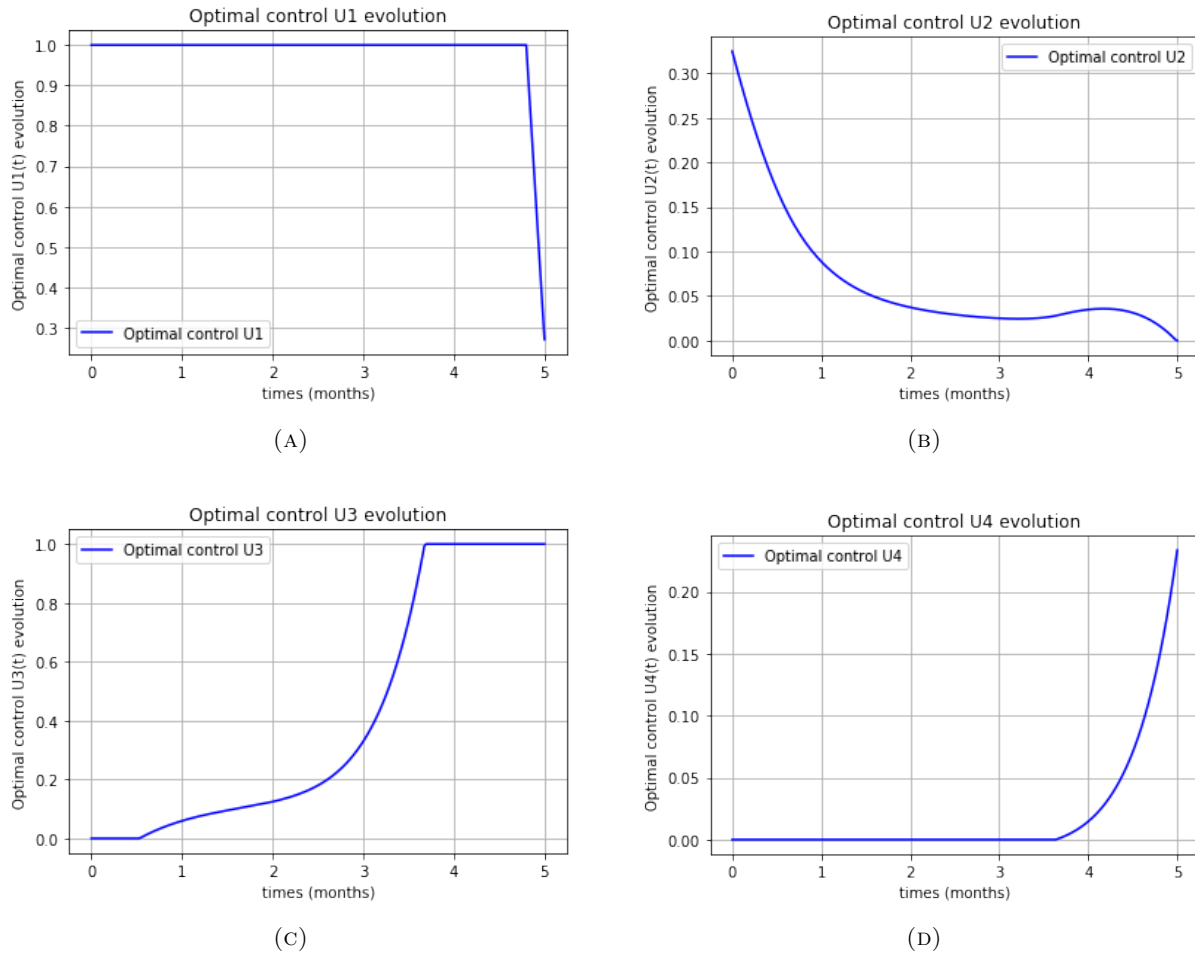 Optimal control U1 evolution
Optimal control U1(t) evolution
1.0
0.9
0.8
0.7
0.6
0.5
0.4
0.3
Optimal control U1
0 1 2 3 4 5
times (months)
(A)
Optimal control U2 evolution
Optimal control U2(t) evolution
0.30
0.25
0.20
0.15
0.10
0.05
0.00
Optimal control U2
0 1 2 3 4 5
times (months)
(B)
Optimal control U3 evolution
Optimal control U3(t) evolution
1.0
0.8
0.6
0.4
0.2
0.0
Optimal control U3
0 1 2 3 4 5
times (months)
(C)
Optimal control U4 evolution
Optimal control U4(t) evolution
0.20
0.15
0.10
0.05
0.00
Optimal control U4
0 1 2 3 4 5
times (months)
(D)